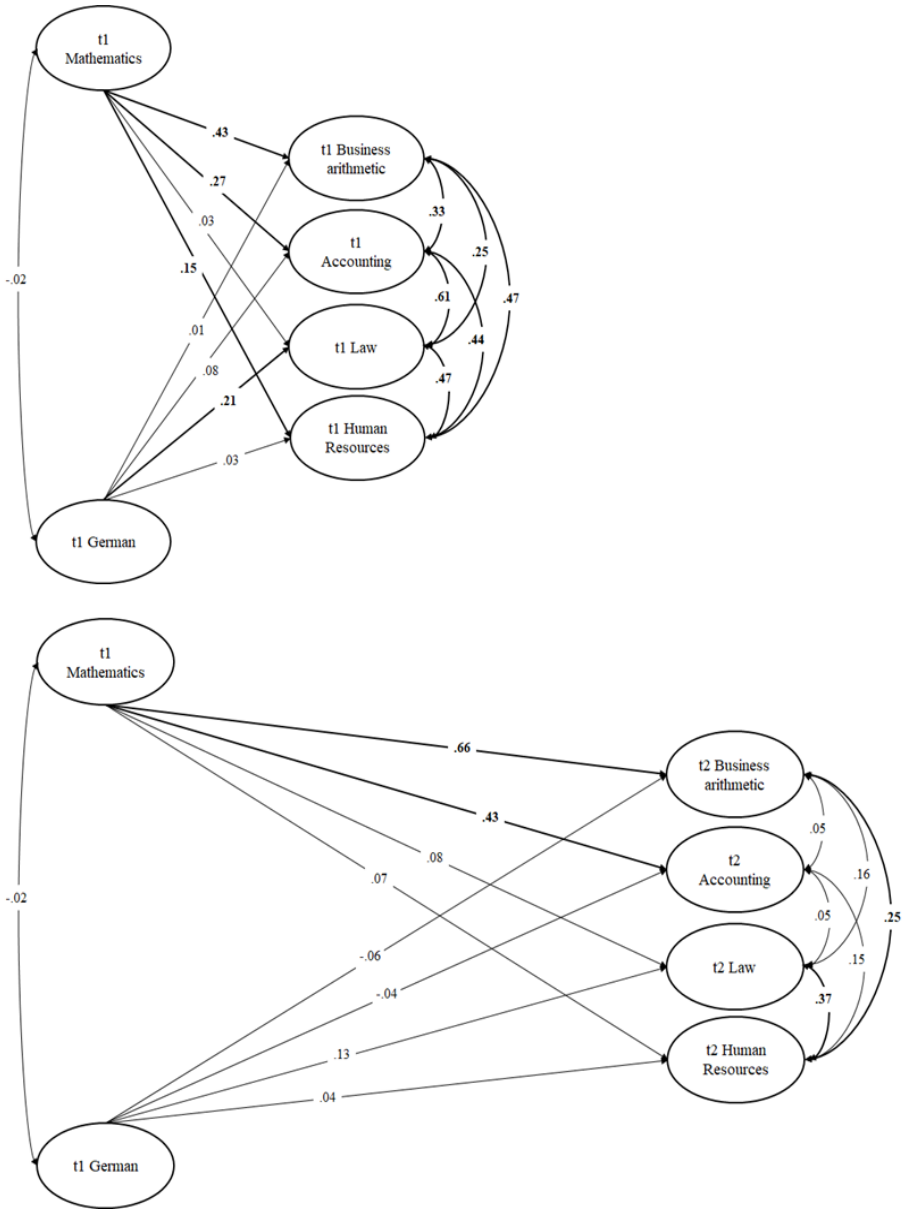 t1
Mathematics
.43
t1 Business
arithmetic
.27
.33
.03
t1
Accounting
.25
.15
-.02
.61
.47
.01
.44
t1 Law
.08
.47
.21
t1 Human
Resources
.03
t1 German
t1
Mathematics
.66
t2 Business
arithmetic
.43
.05
.08
t2
Accounting
.16
.07
-.02
.05
.25
-.06
.15
t2 Law
-.04
.37
.13
t2 Human
Resources
.04
t1 German